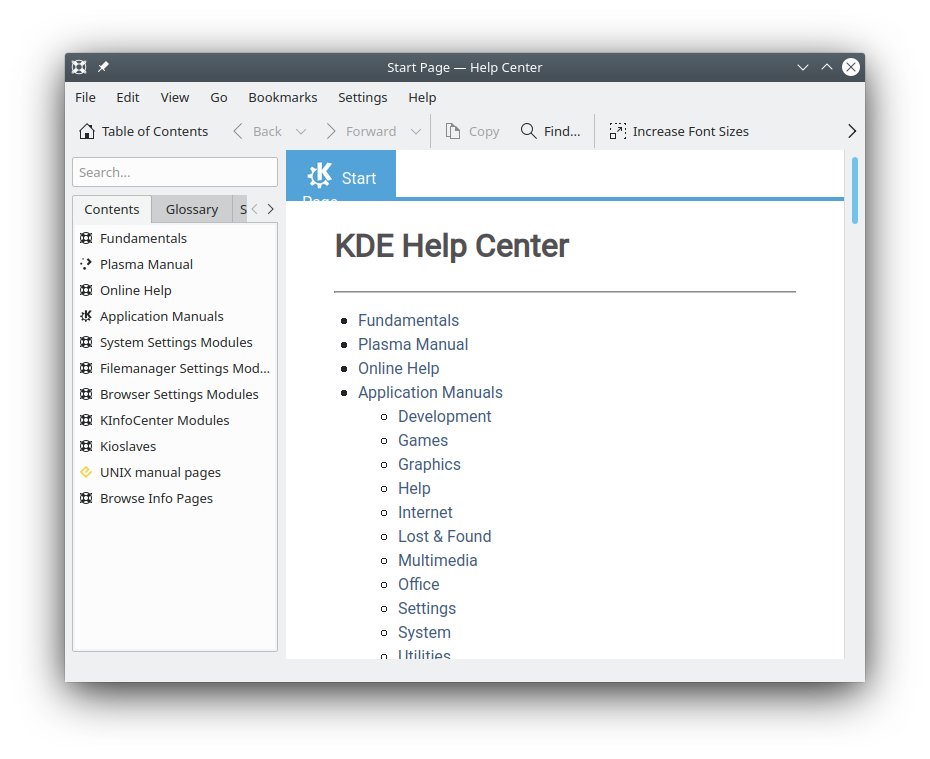 Start Page — Help Center
File Edit View Go Bookmarks Settings Help
Table of Contents Back Forward Copy Find... Increase Font Sizes
Search...
Contents Glossary S
Fundamentals
Plasma Manual
Online Help
Application Manuals
System Settings Modules
Filemanager Settings Mod...
Browser Settings Modules
KInfoCenter Modules
Kioslaves
UNIX manual pages
Browse Info Pages
Start
Page
KDE Help Center
Fundamentals
Plasma Manual
Online Help
Application Manuals
Development
Games
Graphics
Help
Internet
Lost & Found
Multimedia
Office
Settings
System
Utilities